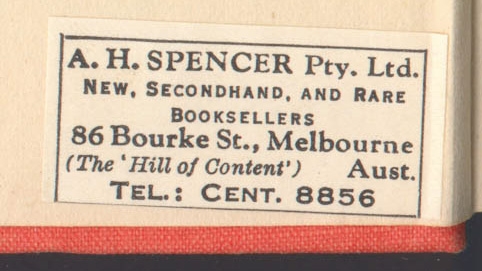 A. H. SPENCER Pty. Ltd.
NEW, SECONDHAND, AND RARE
BOOKSELLERS
86 Bourke St., Melbourne
(The 'Hill of Content') Aust.
TEL.: CENT. 8856